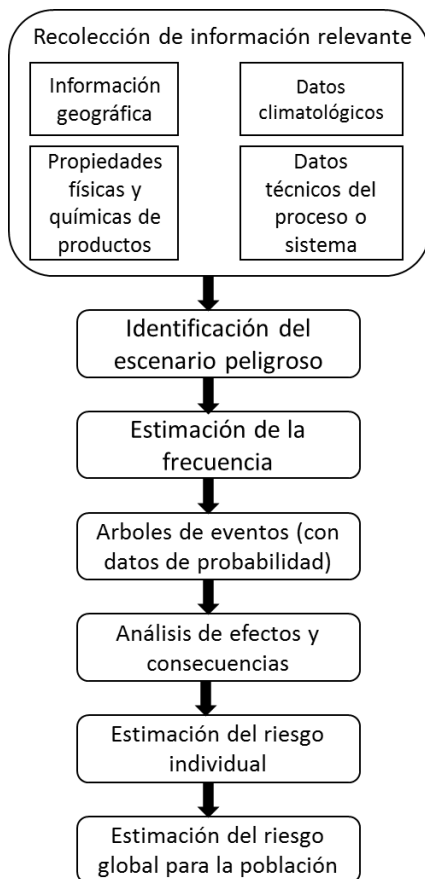 Recolección de información relevante
Información
geográfica
Datos
climatológicos
Propiedades
físicas y
químicas de
productos
Datos
técnicos del
proceso o
sistema
Identificación del
escenario peligroso
Estimación de la
frecuencia
Arboles de eventos (con
datos de probabilidad)
Análisis de efectos y
consecuencias
Estimación del riesgo
individual
Estimación del riesgo
global para la población